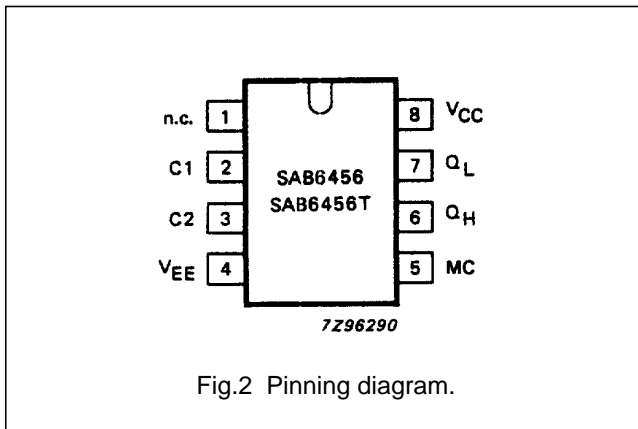 n.c. 1 8 VCC
C1 2 7 QL
SAB6456
SAB6456T
C2 3 6 QH
VEE 4 5 MC
7Z96290
Fig.2 Pinning diagram.